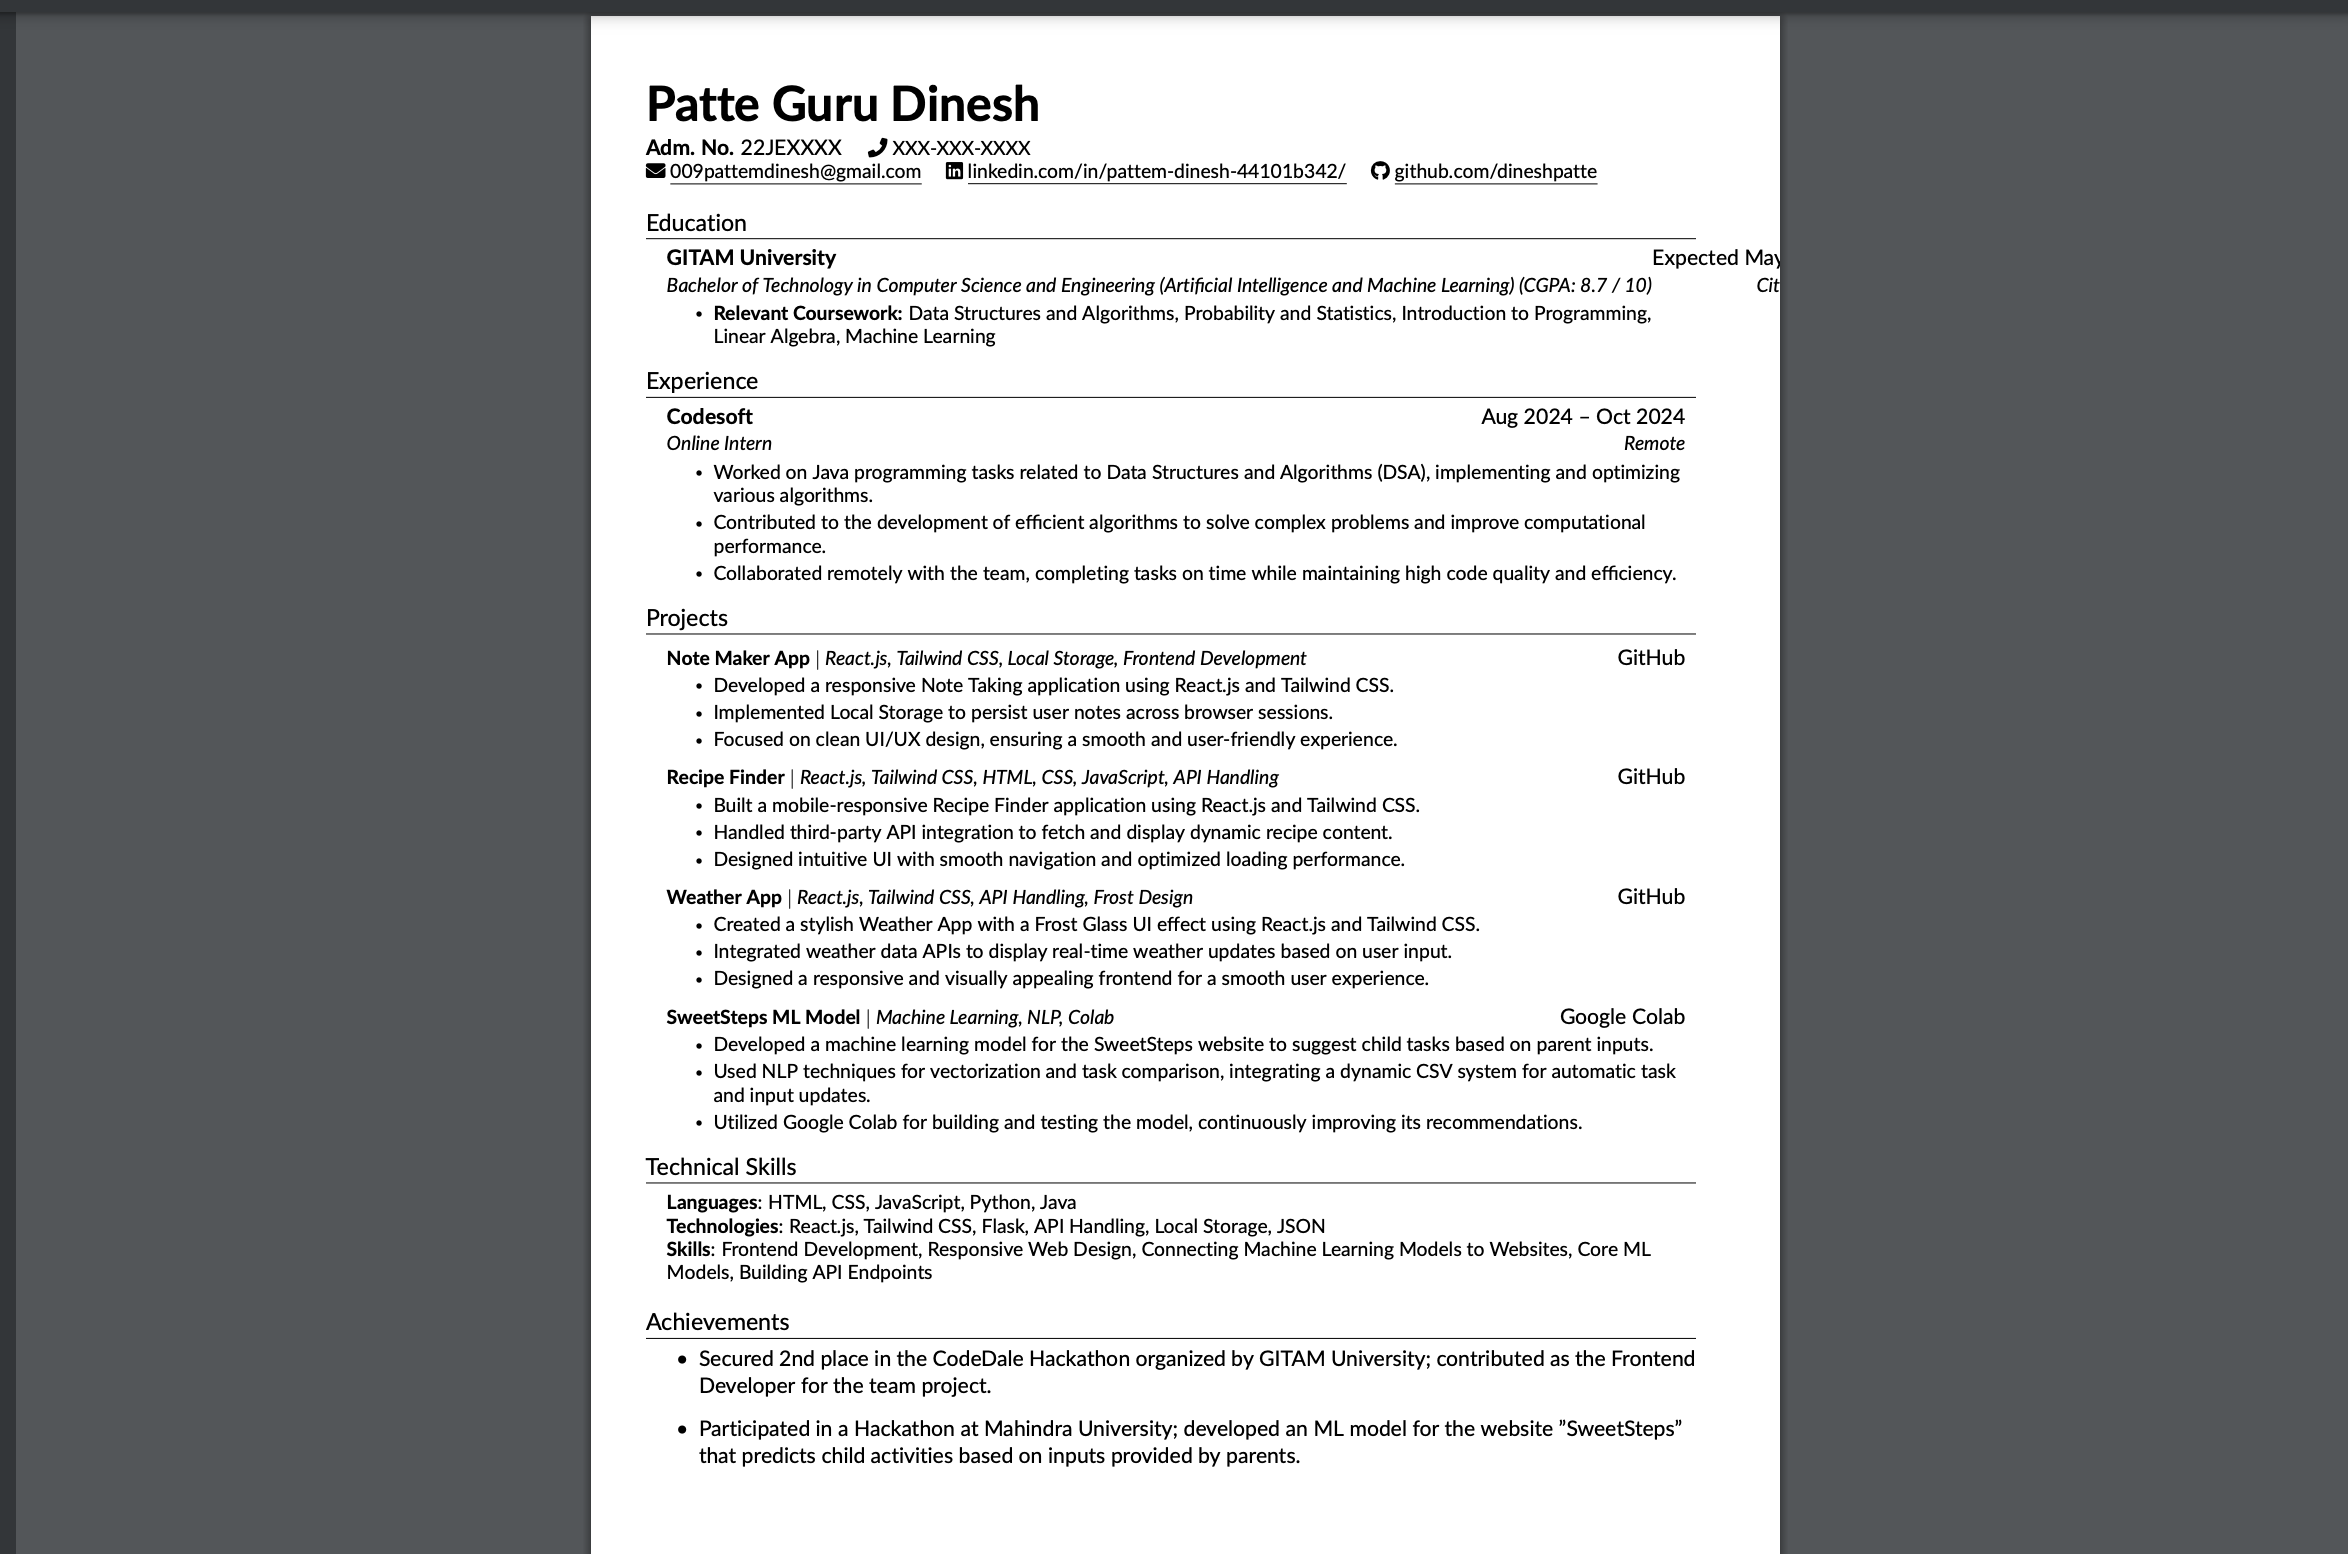 Patte Guru Dinesh
Adm. No. 22JEXXXX XXX-XXX-XXXX
009pattemdinesh@gmail.com linkedin.com/in/pattem-dinesh-44101b342/ github.com/dineshpatte
Education
GITAM University Expected May
Bachelor of Technology in Computer Science and Engineering (Artificial Intelligence and Machine Learning) (CGPA: 8.7 / 10) Cit
• Relevant Coursework: Data Structures and Algorithms, Probability and Statistics, Introduction to Programming,
Linear Algebra, Machine Learning
Experience
Codesoft Aug 2024 – Oct 2024
Online Intern Remote
• Worked on Java programming tasks related to Data Structures and Algorithms (DSA), implementing and optimizing
various algorithms.
• Contributed to the development of efficient algorithms to solve complex problems and improve computational
performance.
• Collaborated remotely with the team, completing tasks on time while maintaining high code quality and efficiency.
Projects
Note Maker App | React.js, Tailwind CSS, Local Storage, Frontend Development GitHub
• Developed a responsive Note Taking application using React.js and Tailwind CSS.
• Implemented Local Storage to persist user notes across browser sessions.
• Focused on clean UI/UX design, ensuring a smooth and user-friendly experience.
Recipe Finder | React.js, Tailwind CSS, HTML, CSS, JavaScript, API Handling GitHub
• Built a mobile-responsive Recipe Finder application using React.js and Tailwind CSS.
• Handled third-party API integration to fetch and display dynamic recipe content.
• Designed intuitive UI with smooth navigation and optimized loading performance.
Weather App | React.js, Tailwind CSS, API Handling, Frost Design GitHub
• Created a stylish Weather App with a Frost Glass UI effect using React.js and Tailwind CSS.
• Integrated weather data APIs to display real-time weather updates based on user input.
• Designed a responsive and visually appealing frontend for a smooth user experience.
SweetSteps ML Model | Machine Learning, NLP, Colab Google Colab
• Developed a machine learning model for the SweetSteps website to suggest child tasks based on parent inputs.
• Used NLP techniques for vectorization and task comparison, integrating a dynamic CSV system for automatic task
and input updates.
• Utilized Google Colab for building and testing the model, continuously improving its recommendations.
Technical Skills
Languages: HTML, CSS, JavaScript, Python, Java
Technologies: React.js, Tailwind CSS, Flask, API Handling, Local Storage, JSON
Skills: Frontend Development, Responsive Web Design, Connecting Machine Learning Models to Websites, Core ML
Models, Building API Endpoints
Achievements
• Secured 2nd place in the CodeDale Hackathon organized by GITAM University; contributed as the Frontend
Developer for the team project.
• Participated in a Hackathon at Mahindra University; developed an ML model for the website ”SweetSteps”
that predicts child activities based on inputs provided by parents.